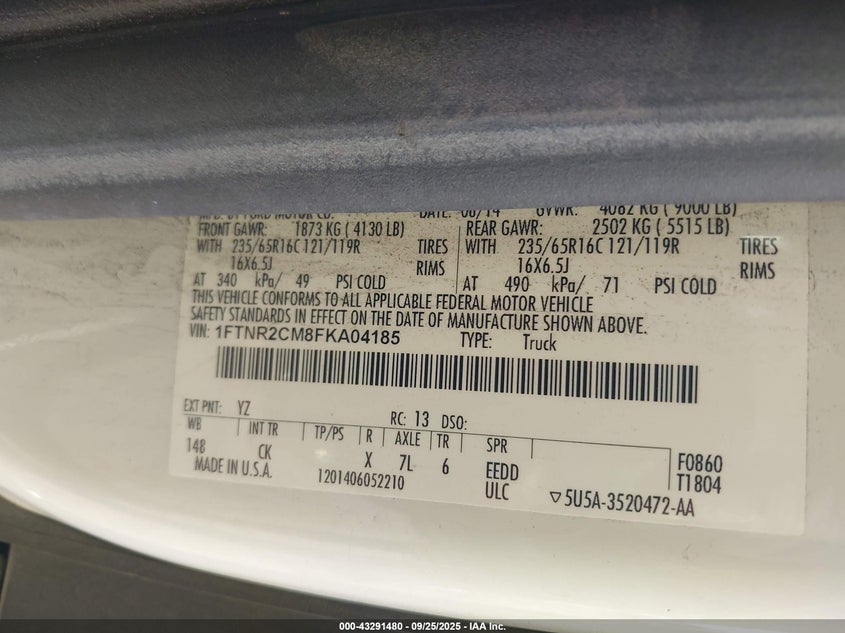 MFD. BY FORD MOTOR CO. DATE: 06/14 GVWR: 4082 KG ( 9000 LB)
FRONT GAWR: 1873 KG ( 4130 LB) REAR GAWR: 2502 KG ( 5515 LB)
WITH 235/65R16C 121/119R TIRES WITH 235/65R16C 121/119R TIRES
16X6.5J RIMS 16X6.5J RIMS
AT 340 kPa/ 49 PSI COLD AT 490 kPa/ 71 PSI COLD
THIS VEHICLE CONFORMS TO ALL APPLICABLE FEDERAL MOTOR VEHICLE
SAFETY STANDARDS IN EFFECT ON THE DATE OF MANUFACTURE SHOWN ABOVE.
VIN: 1FTNR2CM8FKA04185 TYPE: Truck
EXT PNT: YZ RC: 13 DSO:
WB INT TR TP/PS R AXLE TR SPR
148 CK X 7L 6 EEDD F0860
MADE IN U.S.A. 1201406052210 ULC T1804
▽5U5A-3520472-AA
000-43291480 - 09/25/2025 - IAA Inc.